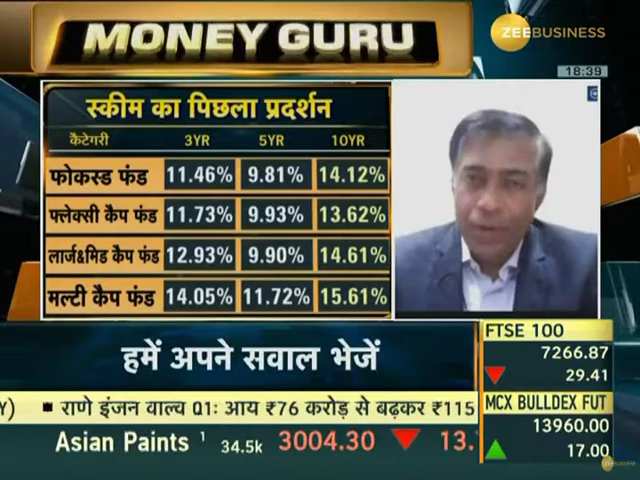 MONEY GURU
ZEEBUSINESS
18:39
स्कीम का पिछला प्रदर्शन
कैटेगरी 3YR 5YR 10YR
फोकस्ड फंड 11.46% 9.81% 14.12%
फ्लेक्सी कैप फंड 11.73% 9.93% 13.62%
लार्ज&मिड कैप फंड 12.93% 9.90% 14.61%
मल्टी कैप फंड 14.05% 11.72% 15.61%
हमें अपने सवाल भेजें
FTSE 100
7266.87
29.41
MCX BULLDEX FUT
13960.00
17.00
Y) ▪ राणे इंजन वाल्व Q1: आय ₹76 करोड़ से बढ़कर ₹115
Asian Paints 1 34.5k 3004.30 13.
ZEEBUSINESS